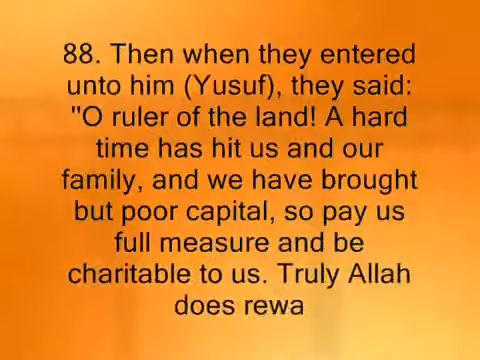 88. Then when they entered
unto him (Yusuf), they said:
"O ruler of the land! A hard
time has hit us and our
family, and we have brought
but poor capital, so pay us
full measure and be
charitable to us. Truly Allah
does rewa